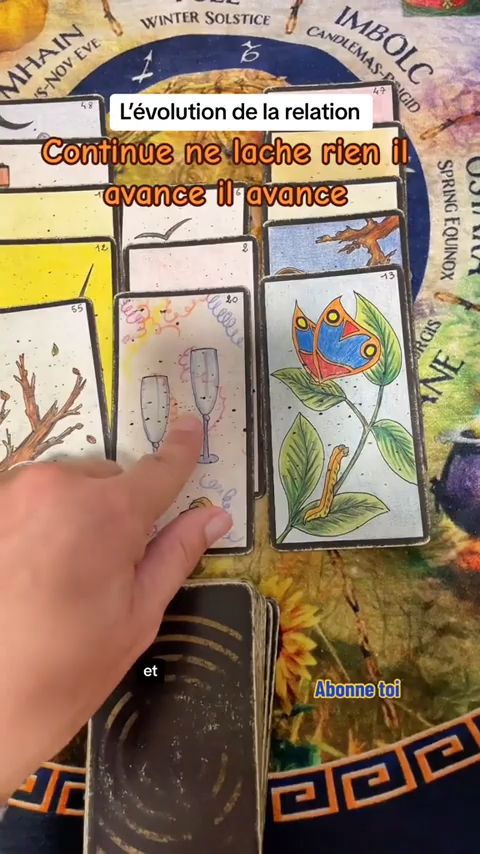 WINTER SOLSTICE
IMBOLC
CANDLEMAS-BRIGID
MHAIN
S-NOV EVE
L'évolution de la relation
Continue ne lache rien il
avance il avance
48
47
SPRING EQUINOX
12
2
20
13
55
et
Abonne toi